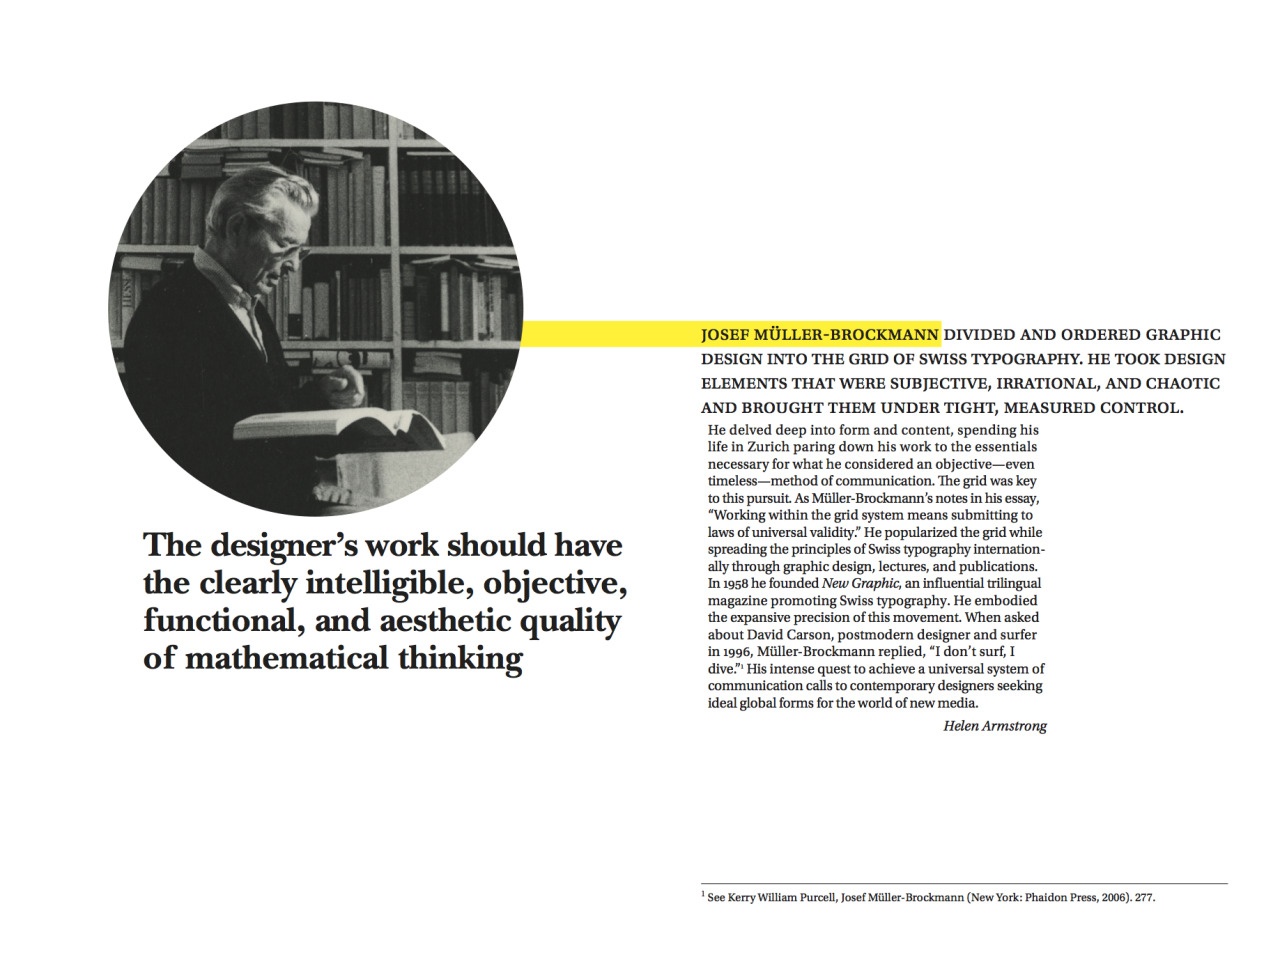 The designer's work should have
the clearly intelligible, objective,
functional, and aesthetic quality
of mathematical thinking
JOSEF MÜLLER-BROCKMANN DIVIDED AND ORDERED GRAPHIC
DESIGN INTO THE GRID OF SWISS TYPOGRAPHY. HE TOOK DESIGN
ELEMENTS THAT WERE SUBJECTIVE, IRRATIONAL, AND CHAOTIC
AND BROUGHT THEM UNDER TIGHT, MEASURED CONTROL.
He delved deep into form and content, spending his
life in Zurich paring down his work to the essentials
necessary for what he considered an objective—even
timeless—method of communication. The grid was key
to this pursuit. As Müller-Brockmann's notes in his essay,
“Working within the grid system means submitting to
laws of universal validity.” He popularized the grid while
spreading the principles of Swiss typography internation-
ally through graphic design, lectures, and publications.
In 1958 he founded New Graphic, an influential trilingual
magazine promoting Swiss typography. He embodied
the expansive precision of this movement. When asked
about David Carson, postmodern designer and surfer
in 1996, Müller-Brockmann replied, “I don't surf, I
dive.”¹ His intense quest to achieve a universal system of
communication calls to contemporary designers seeking
ideal global forms for the world of new media.
Helen Armstrong
¹ See Kerry William Purcell, Josef Müller-Brockmann (New York: Phaidon Press, 2006). 277.